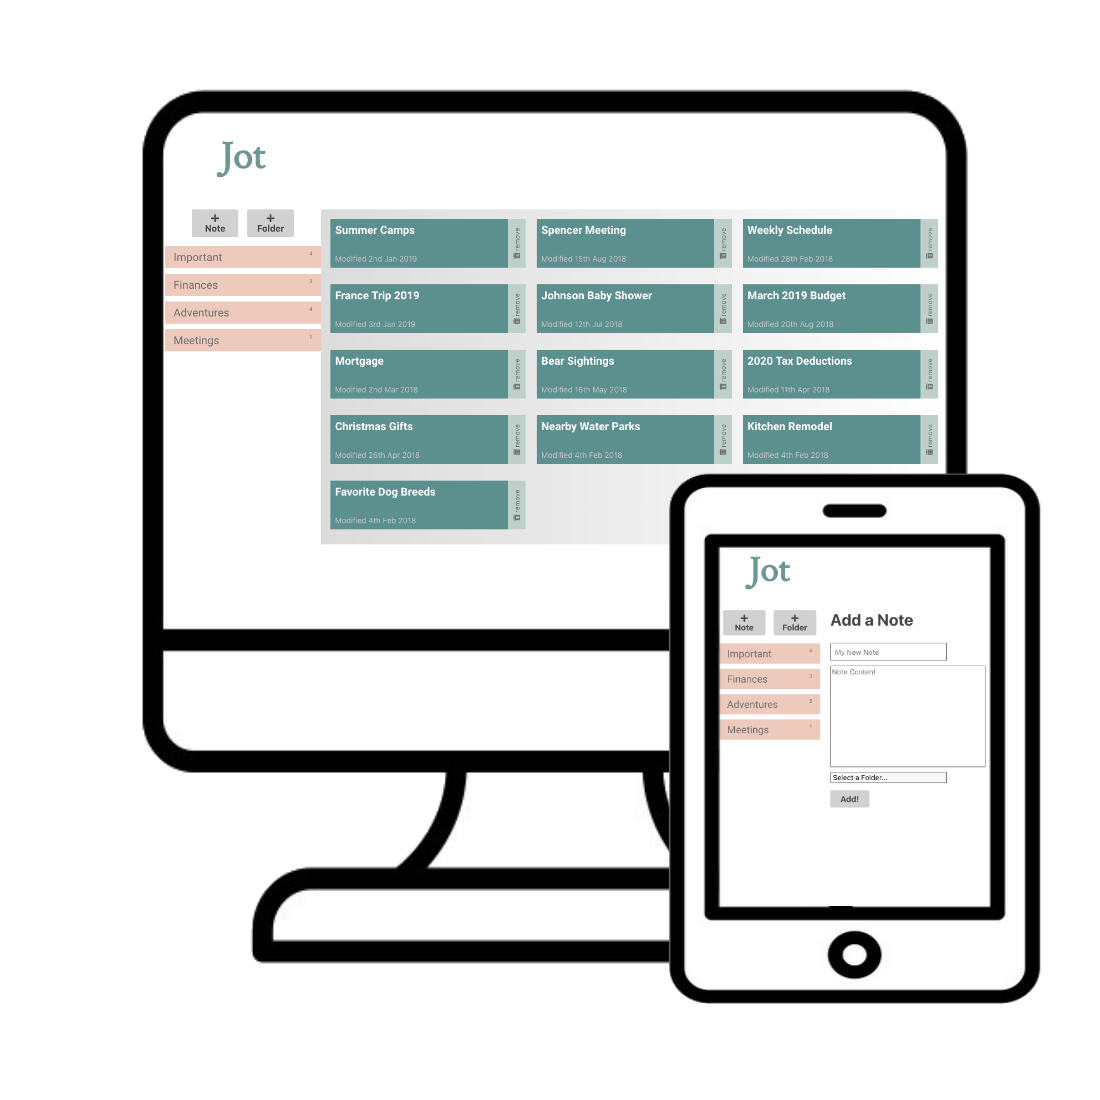 Jot
+ Note
+ Folder
Important 4
Finances 3
Adventures 4
Meetings
Summer Camps
Modified 2nd Jan 2019
remove
Spencer Meeting
Modified 15th Aug 2018
remove
Weekly Schedule
Modified 28th Feb 2018
remove
France Trip 2019
Modified 3rd Jan 2019
remove
Johnson Baby Shower
Modified 12th Jul 2018
remove
March 2019 Budget
Modified 20th Aug 2018
remove
Mortgage
Modified 2nd Mar 2018
remove
Bear Sightings
Modified 16th May 2018
remove
2020 Tax Deductions
Modified 11th Apr 2018
remove
Christmas Gifts
Modified 26th Apr 2018
remove
Nearby Water Parks
Modified 4th Feb 2018
remove
Kitchen Remodel
Modified 4th Feb 2018
remove
Favorite Dog Breeds
Modified 4th Feb 2018
remove
Jot
+ Note
+ Folder
Important 4
Finances 3
Adventures 5
Meetings
Add a Note
My New Note
Note Content
Select a Folder...
Add!